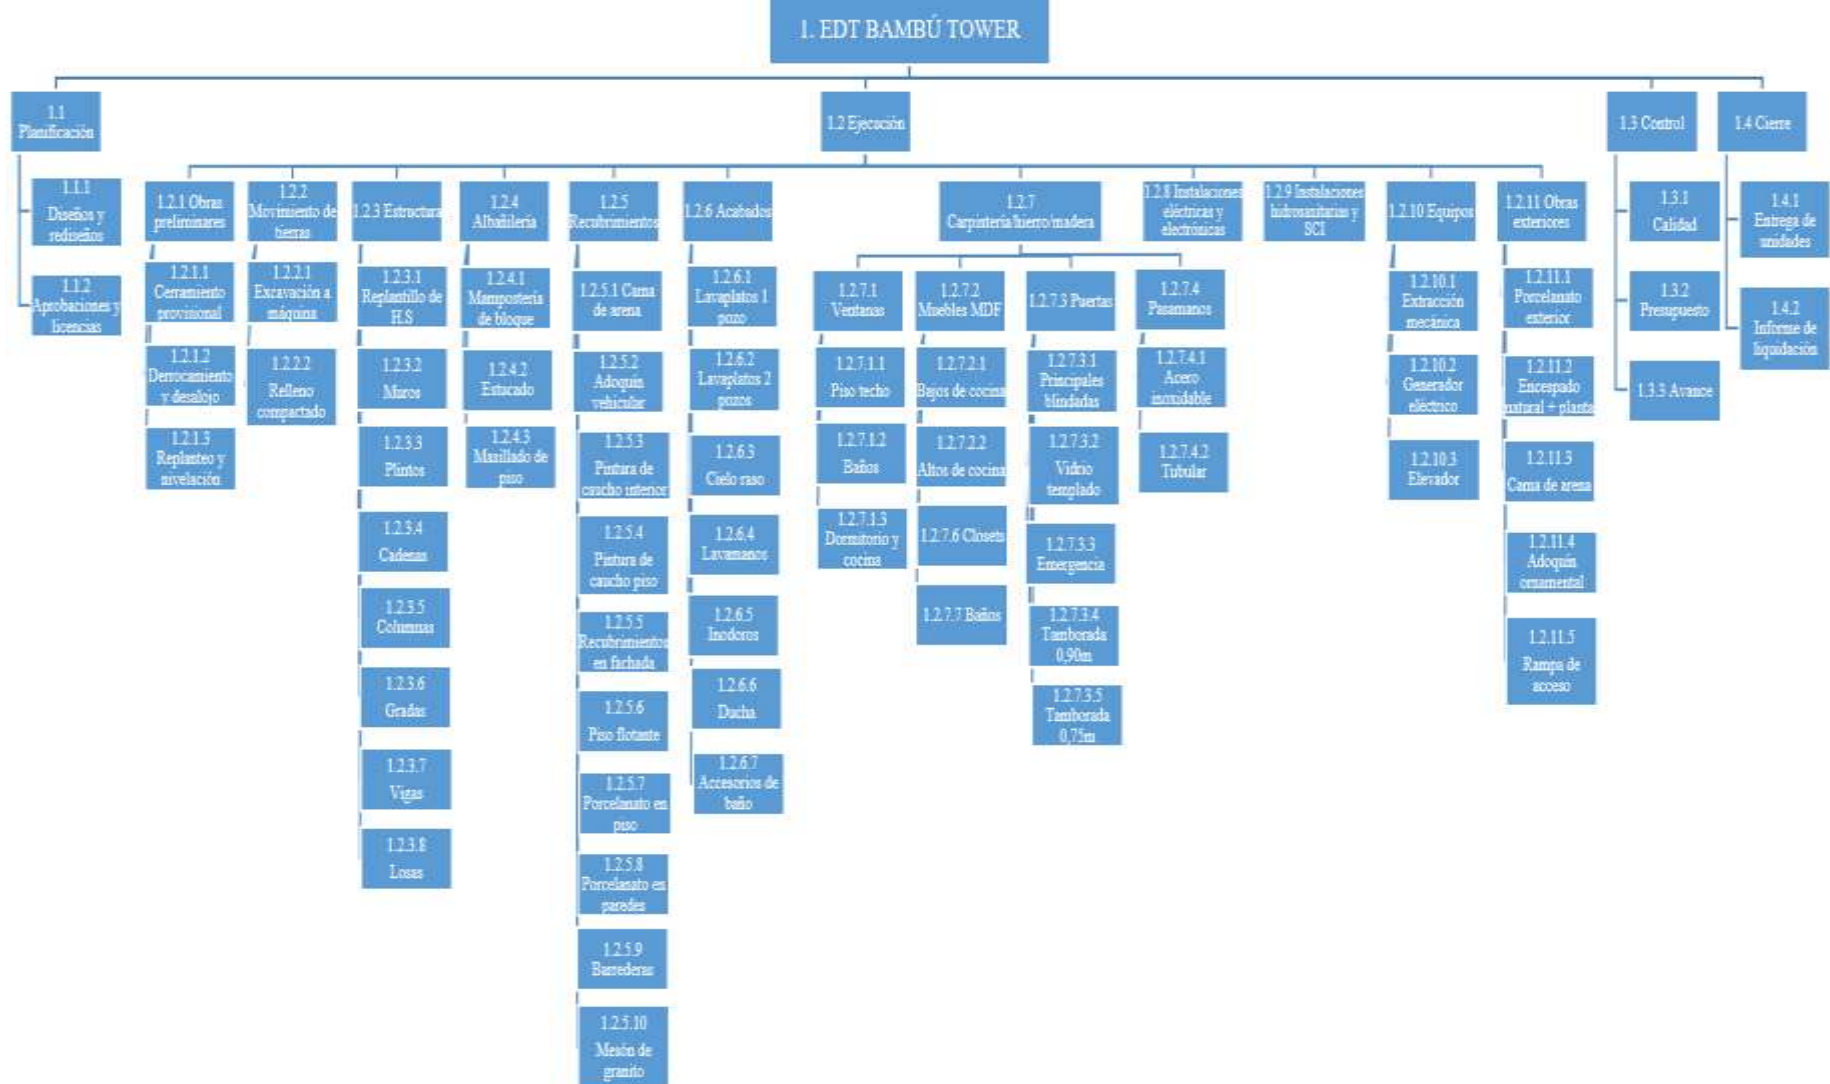 1. EDT BAMBÚ TOWER
1.1
Planificación
1.1.1
Diseños y
rediseños
1.1.2
Aprobaciones y
licencias
1.2 Ejecución
1.2.1 Obras
preliminares
1.2.1.1
Cerramiento
provisional
1.2.1.2
Derrocamiento
y desalojo
1.2.1.3
Replanteo y
nivelación
1.2.2
Movimiento de
tierras
1.2.2.1
Excavación a
máquina
1.2.2.2
Relleno
compactado
1.2.3 Estructura
1.2.3.1
Replantillo de
H.S
1.2.3.2
Muros
1.2.3.3
Plintos
1.2.3.4
Cadenas
1.2.3.5
Columnas
1.2.3.6
Gradas
1.2.3.7
Vigas
1.2.3.8
Losas
1.2.4
Albañilería
1.2.4.1
Mampostería
de bloque
1.2.4.2
Estucado
1.2.4.3
Masillado de
piso
1.2.5
Recubrimientos
1.2.5.1 Cama
de arena
1.2.5.2
Adoquín
vehicular
1.2.5.3
Pintura de
caucho interior
1.2.5.4
Pintura de
caucho piso
1.2.5.5
Recubrimientos
en fachada
1.2.5.6
Piso flotante
1.2.5.7
Porcelanato en
piso
1.2.5.8
Porcelanato en
paredes
1.2.5.9
Barrederas
1.2.5.10
Mesón de
granito
1.2.6 Acabados
1.2.6.1
Lavaplatos 1
pozo
1.2.6.2
Lavaplatos 2
pozos
1.2.6.3
Cielo raso
1.2.6.4
Lavamanos
1.2.6.5
Inodoros
1.2.6.6
Ducha
1.2.6.7
Accesorios de
baño
1.2.7
Carpintería/hierro/madera
1.2.7.1
Ventanas
1.2.7.1.1
Piso techo
1.2.7.1.2
Baños
1.2.7.1.3
Dormitorio y
cocina
1.2.7.2
Muebles MDF
1.2.7.2.1
Bajos de cocina
1.2.7.2.2
Altos de cocina
1.2.7.6 Closets
1.2.7.7 Baños
1.2.7.3 Puertas
1.2.7.3.1
Principales
blindadas
1.2.7.3.2
Vidrio
templado
1.2.7.3.3
Emergencia
1.2.7.3.4
Tamborada
0,90m
1.2.7.3.5
Tamborada
0,75m
1.2.7.4
Pasamanos
1.2.7.4.1
Acero
inoxidable
1.2.7.4.2
Tubular
1.2.8 Instalaciones
eléctricas y
electrónicas
1.2.9 Instalaciones
hidrosanitarias y
SCI
1.2.10 Equipos
1.2.10.1
Extracción
mecánica
1.2.10.2
Generador
eléctrico
1.2.10.3
Elevador
1.2.11 Obras
exteriores
1.2.11.1
Porcelanato
exterior
1.2.11.2
Encespado
natural + planta
1.2.11.3
Cama de arena
1.2.11.4
Adoquín
ornamental
1.2.11.5
Rampa de
acceso
1.3 Control
1.3.1
Calidad
1.3.2
Presupuesto
1.3.3 Avance
1.4 Cierre
1.4.1
Entrega de
unidades
1.4.2
Informe de
liquidación